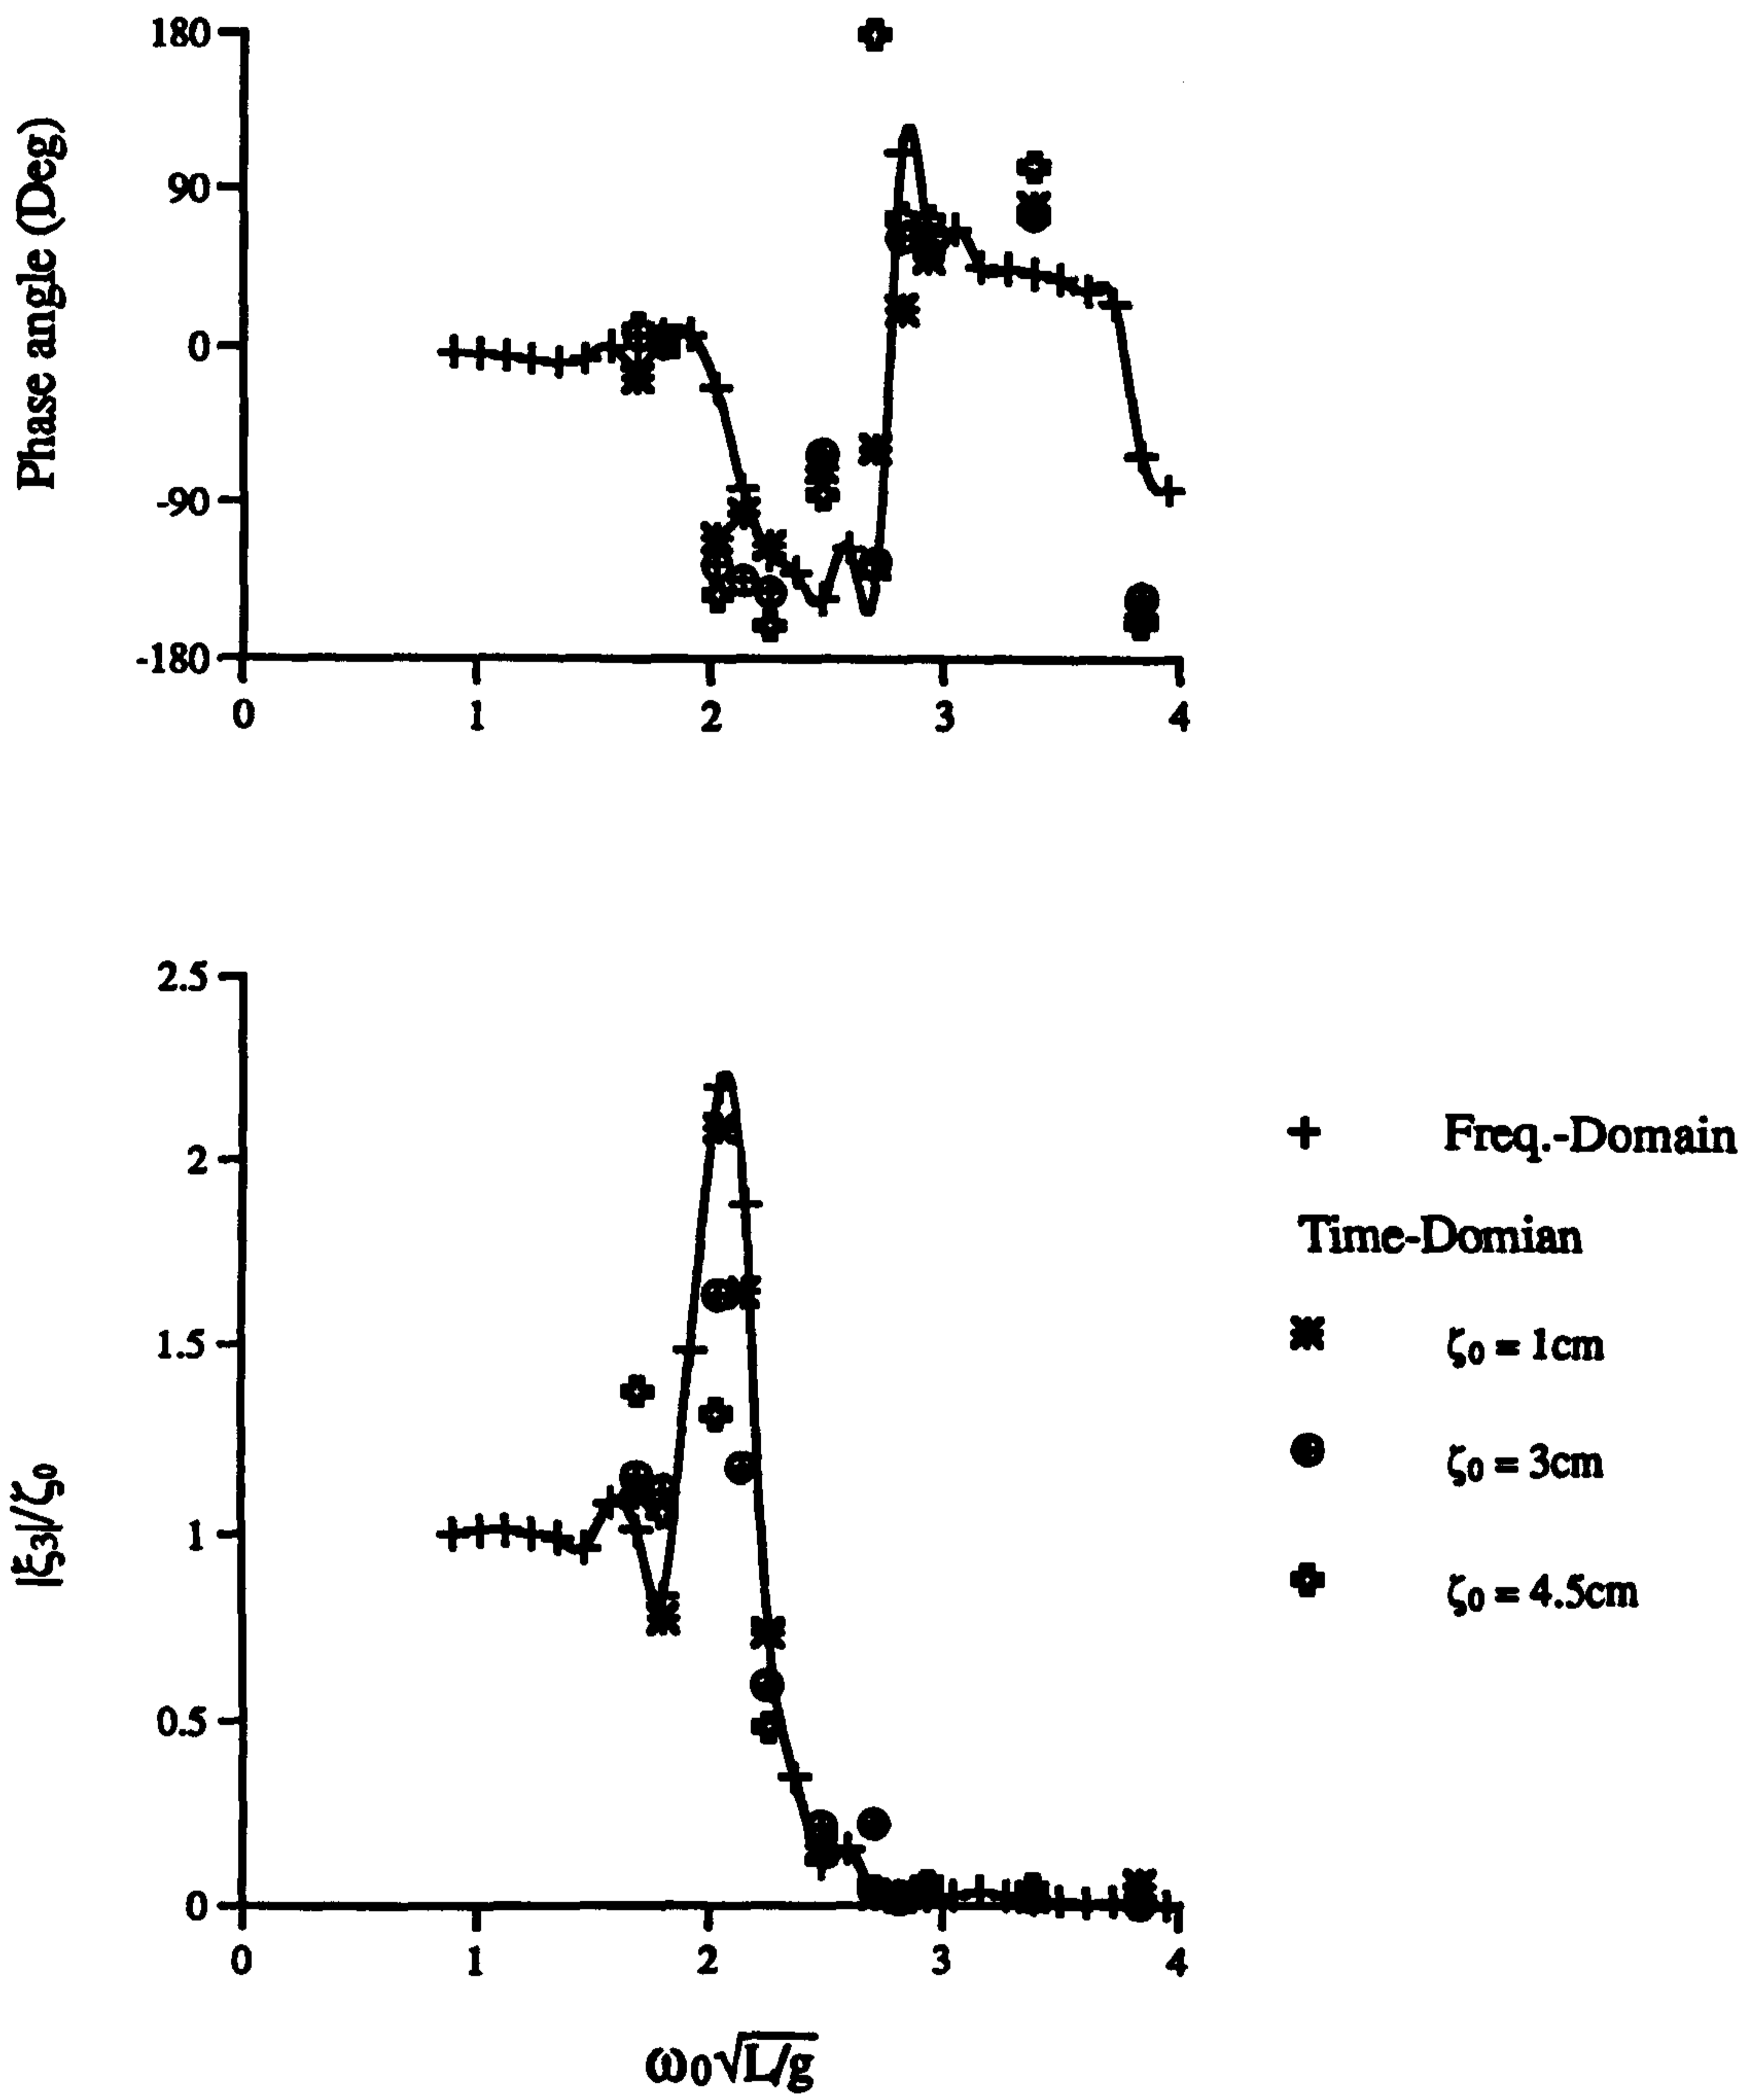 180
90
0
-90
-180
Phase angle (Deg)
0 1 2 3 4
2.5
2
1.5
1
0.5
0
|ξ3|/ζ0
0 1 2 3 4
ω0√L/g
+ Freq.-Domain
Time-Domian
ζ0 = 1cm
ζ0 = 3cm
ζ0 = 4.5cm